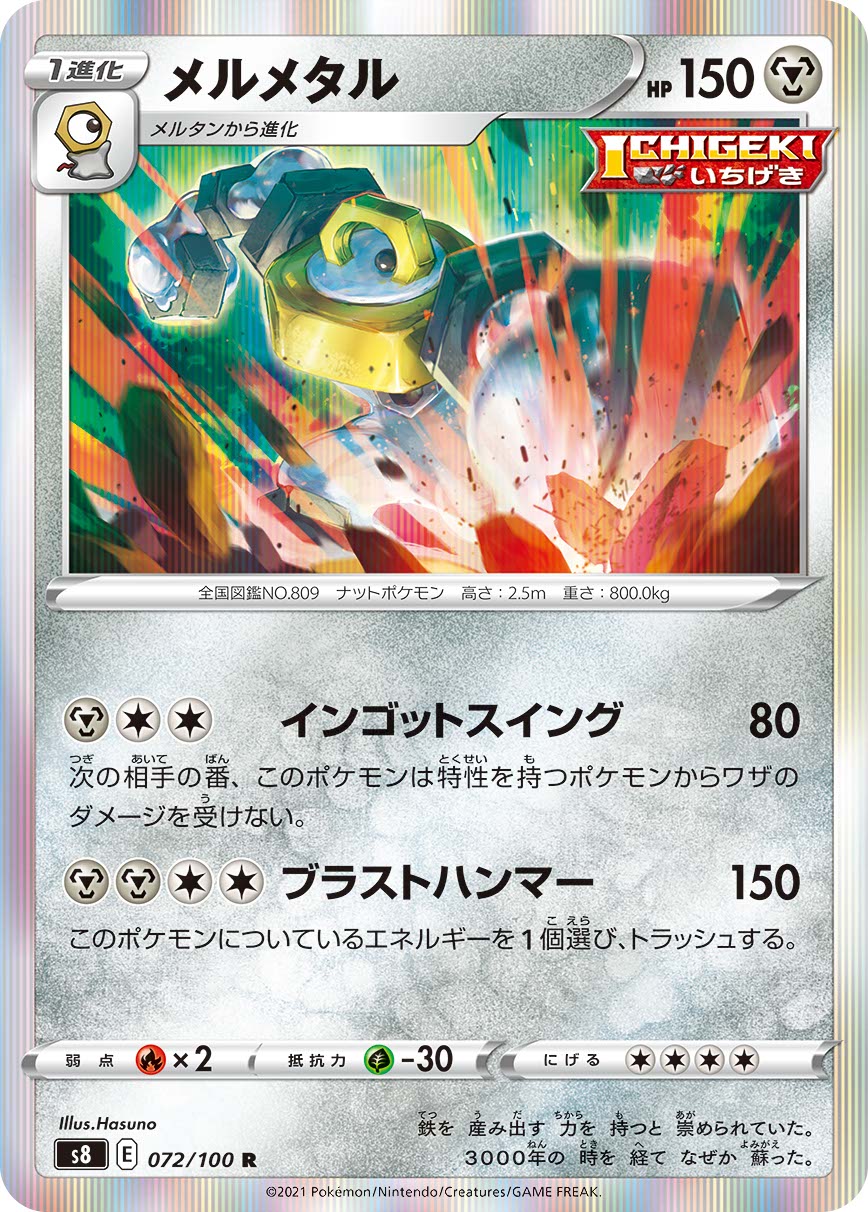 1進化
メルメタル
HP 150
メルタンから進化
ICHIGEKI
いちげき
全国図鑑NO.809 ナットポケモン 高さ:2.5m 重さ:800.0kg
インゴットスイング 80
次の相手の番、このポケモンは特性を持つポケモンからワザの
ダメージを受けない。
ブラストハンマー 150
このポケモンについているエネルギーを1個選び、トラッシュする。
弱点 ×2 抵抗力 -30 にげる
Illus.Hasuno
s8 E 072/100 R
鉄を 産み出す 力を 持つと 崇められていた。
3000年の 時を 経て なぜか 蘇った。
©2021 Pokémon/Nintendo/Creatures/GAME FREAK.